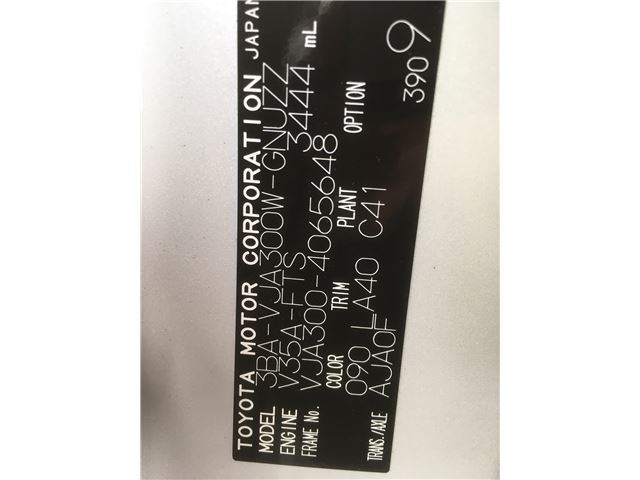 TOYOTA MOTOR CORPORATION JAPAN
MODEL 3BA-VJA300W-GNUZZ
ENGINE V35A-FTS 3444 mL
FRAME No. VJA300-4065648
COLOR TRIM PLANT OPTION
090 LA40 C41
TRANS./AXLE AJA0F 3909